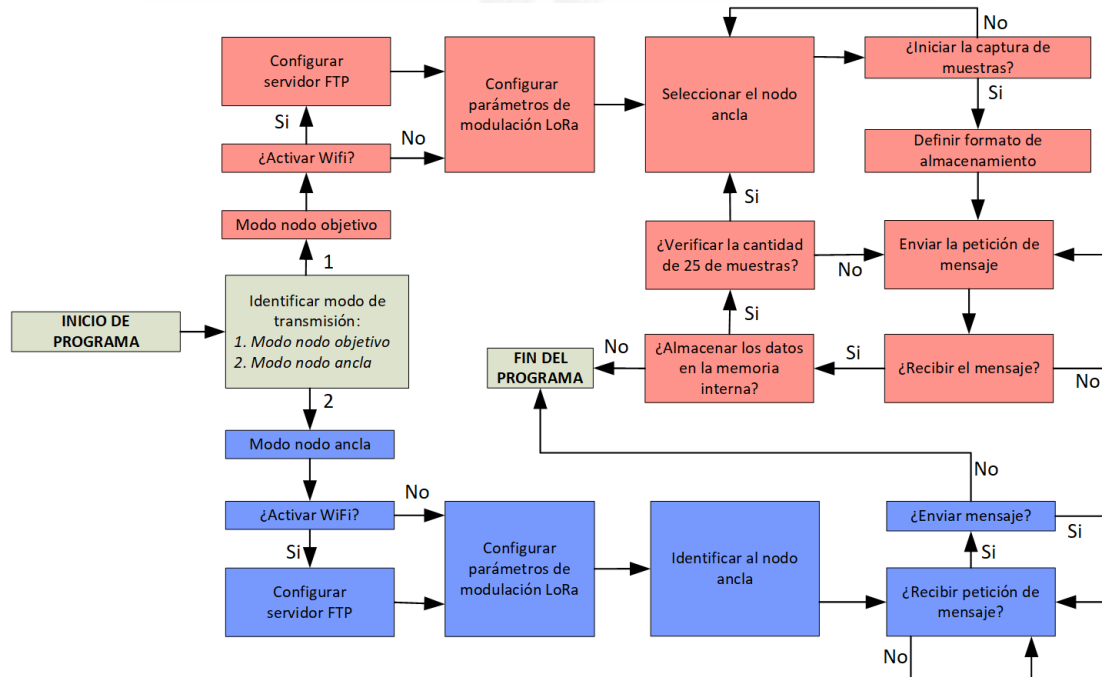 No
Configurar
servidor FTP
Configurar
parámetros de
modulación LoRa
Seleccionar el nodo
ancla
¿Iniciar la captura de
muestras?
Si
No
Si
¿Activar Wifi?
Definir formato de
almacenamiento
Si
Modo nodo objetivo
¿Verificar la cantidad
de 25 de muestras?
No
Enviar la petición de
mensaje
1
Identificar modo de
transmisión:
1. Modo nodo objetivo
2. Modo nodo ancla
INICIO DE
PROGRAMA
Si
FIN DEL
PROGRAMA
No
¿Almacenar los datos
en la memoria
interna?
Si
¿Recibir el mensaje?
No
2
Modo nodo ancla
No
¿Activar WiFi?
No
¿Enviar mensaje?
Si
Si
Configurar
servidor FTP
Configurar
parámetros de
modulación LoRa
Identificar al nodo
ancla
Si
¿Recibir petición de
mensaje?
No